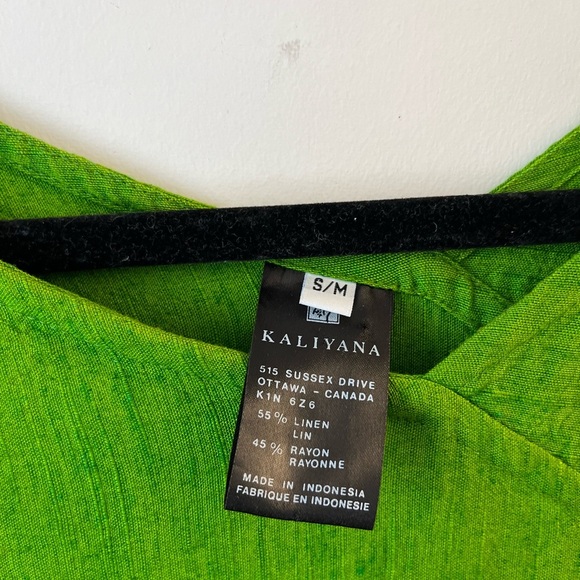 S/M
KALIYANA
515 SUSSEX DRIVE
OTTAWA - CANADA
K1N 6Z6
55% LINEN
LIN
45% RAYON
RAYONNE
MADE IN INDONESIA
FABRIQUE EN INDONESIE